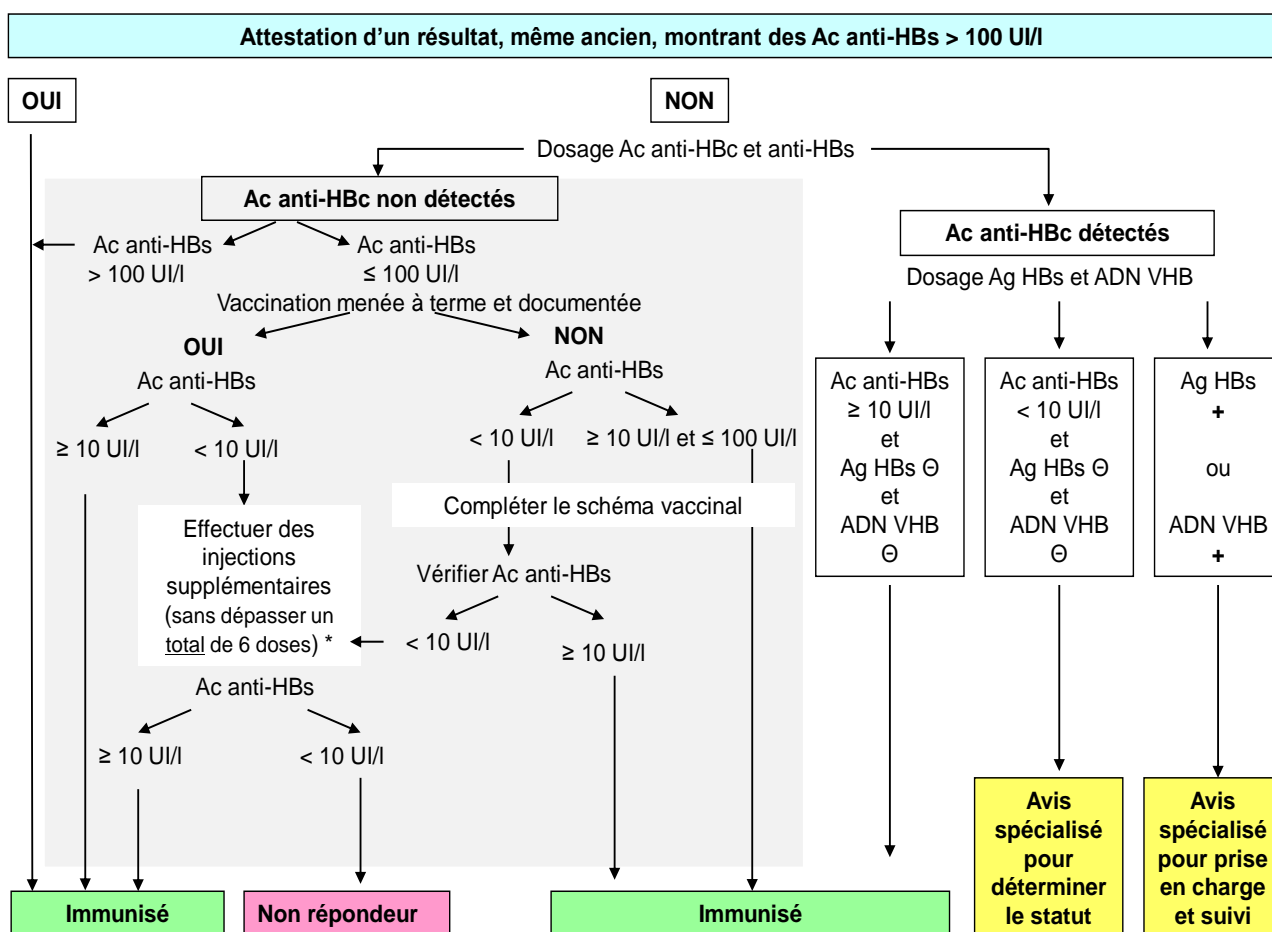 Attestation d’un résultat, même ancien, montrant des Ac anti-HBs > 100 UI/l
OUI
NON
Dosage Ac anti-HBc et anti-HBs
Ac anti-HBc non détectés
Ac anti-HBs
> 100 UI/l
Ac anti-HBs
≤ 100 UI/l
Vaccination menée à terme et documentée
OUI
Ac anti-HBs
≥ 10 UI/l
< 10 UI/l
NON
Ac anti-HBs
< 10 UI/l
≥ 10 UI/l et ≤ 100 UI/l
Compléter le schéma vaccinal
Vérifier Ac anti-HBs
< 10 UI/l
≥ 10 UI/l
Effectuer des
injections
supplémentaires
(sans dépasser un
total de 6 doses) *
Ac anti-HBs
≥ 10 UI/l
< 10 UI/l
Ac anti-HBc détectés
Dosage Ag HBs et ADN VHB
Ac anti-HBs
≥ 10 UI/l
et
Ag HBs Θ
et
ADN VHB
Θ
Ac anti-HBs
< 10 UI/l
et
Ag HBs Θ
et
ADN VHB
Θ
Ag HBs
+
ou
ADN VHB
+
Immunisé
Non répondeur
Immunisé
Avis
spécialisé
pour
déterminer
le statut
Avis
spécialisé
pour prise
en charge
et suivi